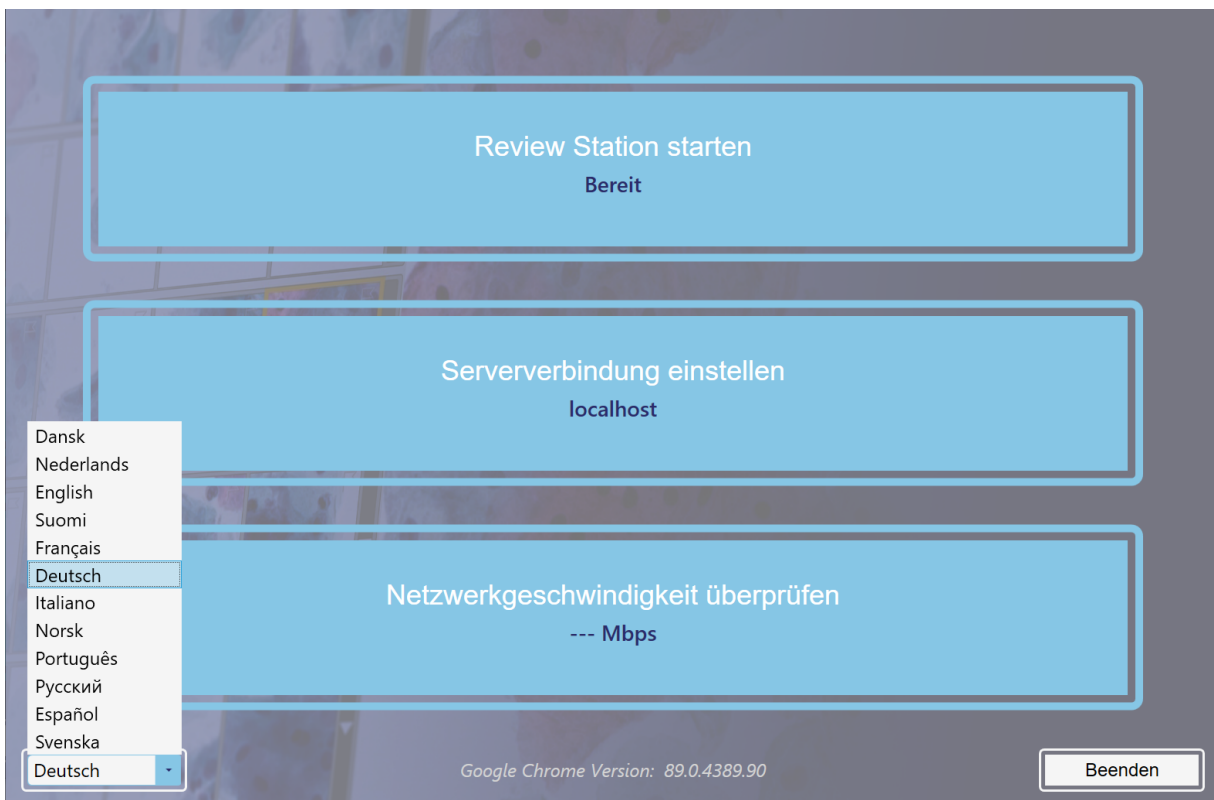 Review Station starten
Bereit
Serververbindung einstellen
localhost
Netzwerkgeschwindigkeit überprüfen
--- Mbps
Dansk
Nederlands
English
Suomi
Français
Deutsch
Italiano
Norsk
Português
Русский
Español
Svenska
Deutsch
Google Chrome Version: 89.0.4389.90
Beenden